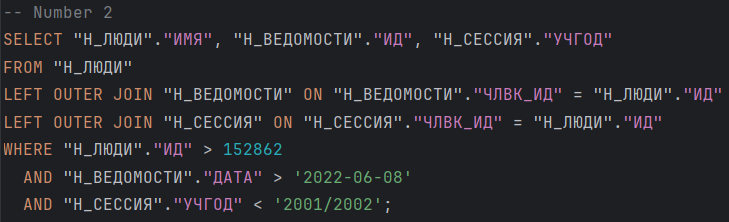 -- Number 2
SELECT "Н_ЛЮДИ"."ИМЯ", "Н_ВЕДОМОСТИ"."ИД", "Н_СЕССИЯ"."УЧГОД"
FROM "Н_ЛЮДИ"
LEFT OUTER JOIN "Н_ВЕДОМОСТИ" ON "Н_ВЕДОМОСТИ"."ЧЛВК_ИД" = "Н_ЛЮДИ"."ИД"
LEFT OUTER JOIN "Н_СЕССИЯ" ON "Н_СЕССИЯ"."ЧЛВК_ИД" = "Н_ЛЮДИ"."ИД"
WHERE "Н_ЛЮДИ"."ИД" > 152862
AND "Н_ВЕДОМОСТИ"."ДАТА" > '2022-06-08'
AND "Н_СЕССИЯ"."УЧГОД" < '2001/2002';